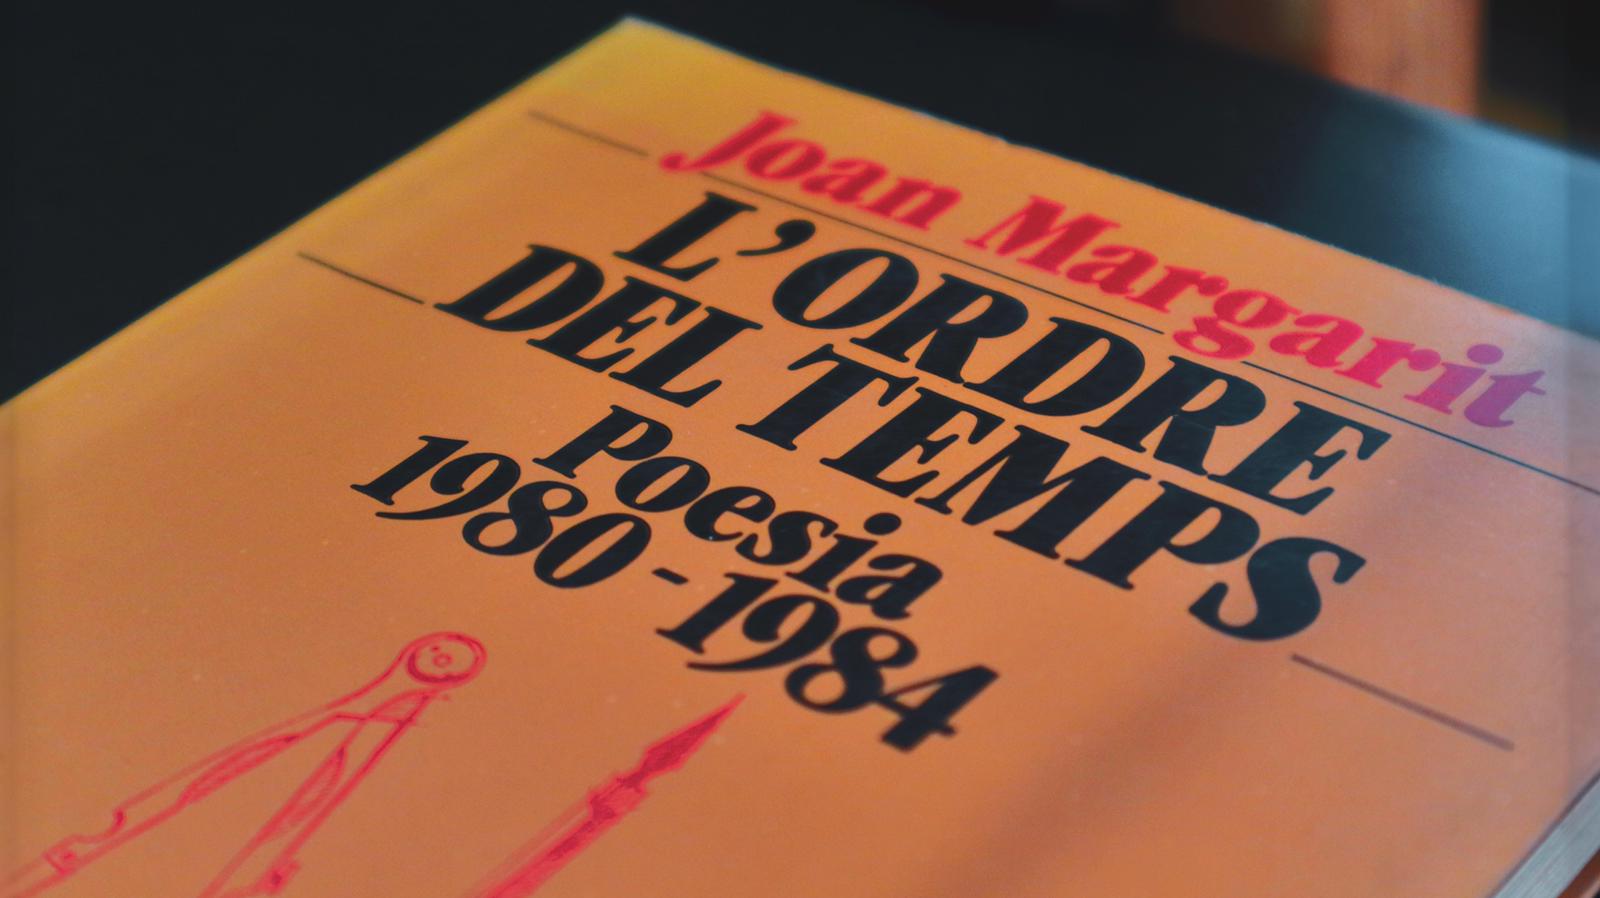 Joan Margarit
L'ORDRE
DEL TEMPS
Poesia
1980-1984